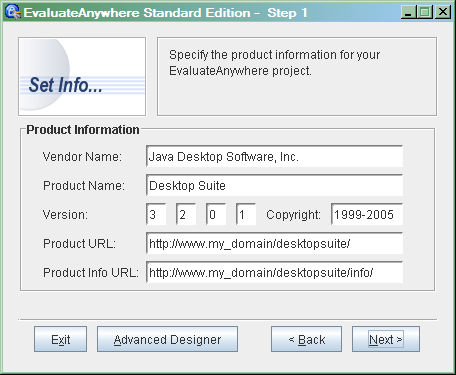 EvaluateAnywhere Standard Edition - Step 1
Set Info...
Specify the product information for your
EvaluateAnywhere project.
Product Information
Vendor Name: Java Desktop Software, Inc.
Product Name: Desktop Suite
Version: 3 2 0 1 Copyright: 1999-2005
Product URL: http://www.my_domain/desktopsuite/
Product Info URL: http://www.my_domain/desktopsuite/info/
Exit Advanced Designer < Back Next >